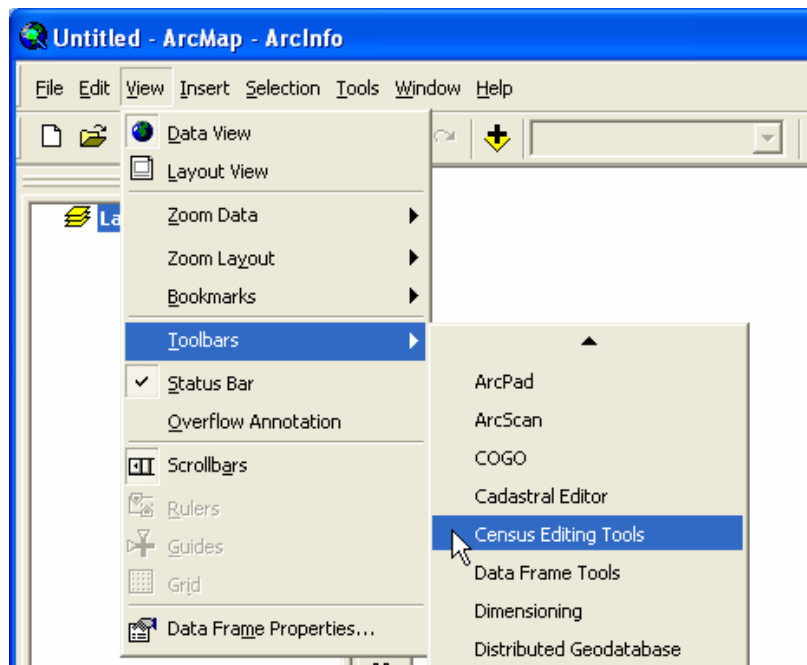 Untitled - ArcMap - ArcInfo
File Edit View Insert Selection Tools Window Help
Data View
Layout View
La
Zoom Data
Zoom Layout
Bookmarks
Toolbars
Status Bar
Overflow Annotation
Scrollbars
Rulers
Guides
Grid
Data Frame Properties...
ArcPad
ArcScan
COGO
Cadastral Editor
Census Editing Tools
Data Frame Tools
Dimensioning
Distributed Geodatabase